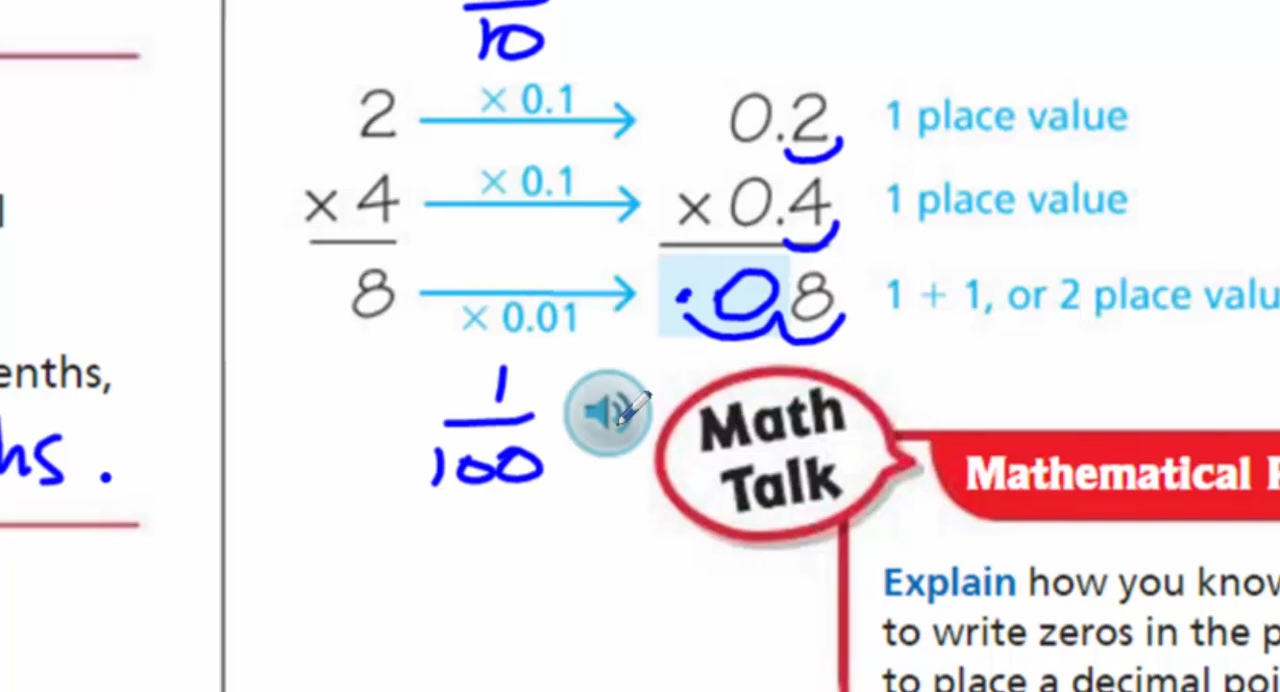 10
2 × 0.1 0.2 1 place value
× 4 × 0.1 × 0.4 1 place value
8 × 0.01 .08 1 + 1, or 2 place valu
enths,
hs .
1
100
Math
Talk
Mathematical
Explain how you know
to write zeros in the p
to place a decimal poi